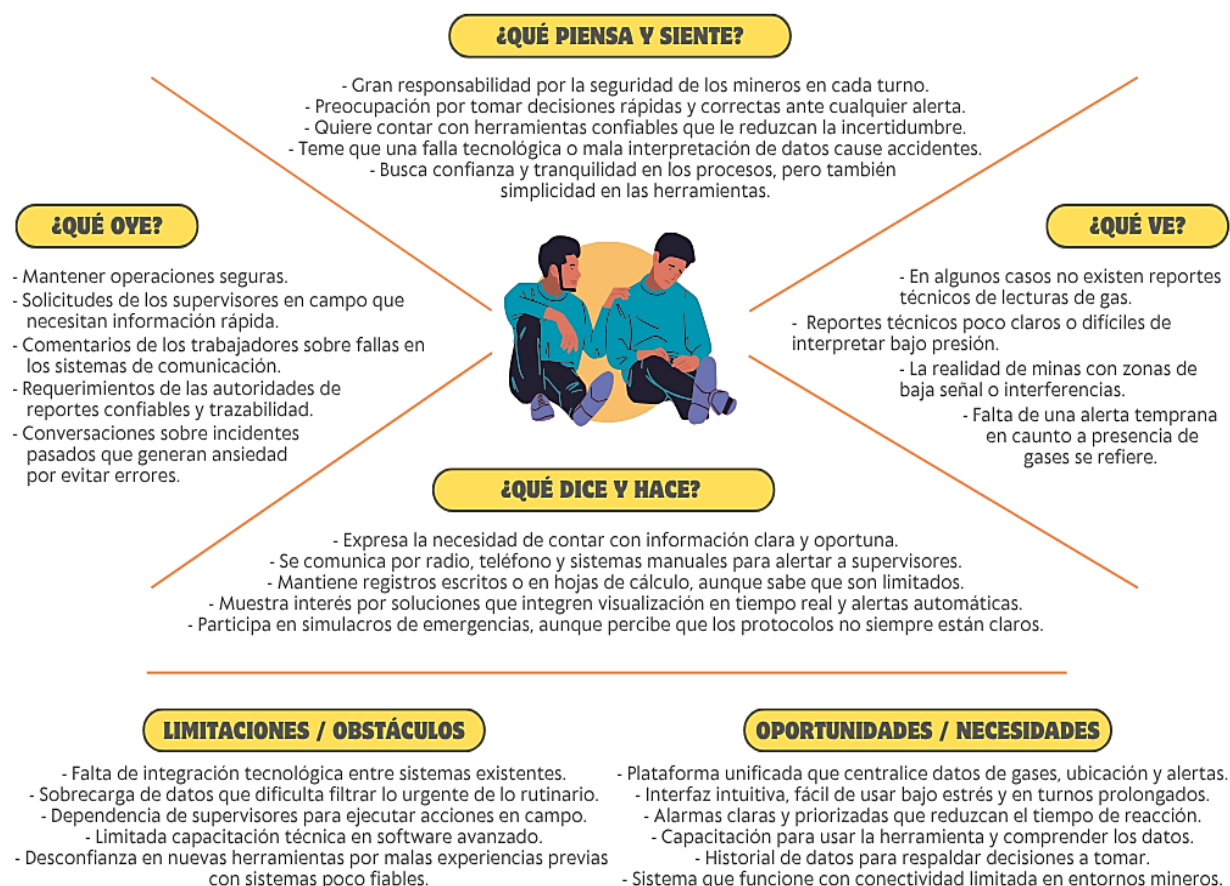 ¿QUÉ PIENSA Y SIENTE?
- Gran responsabilidad por la seguridad de los mineros en cada turno.
- Preocupación por tomar decisiones rápidas y correctas ante cualquier alerta.
- Quiere contar con herramientas confiables que le reduzcan la incertidumbre.
- Teme que una falla tecnológica o mala interpretación de datos cause accidentes.
- Busca confianza y tranquilidad en los procesos, pero también
simplicidad en las herramientas.
¿QUÉ OYE?
- Mantener operaciones seguras.
- Solicitudes de los supervisores en campo que
necesitan información rápida.
- Comentarios de los trabajadores sobre fallas en
los sistemas de comunicación.
- Requerimientos de las autoridades de
reportes confiables y trazabilidad.
- Conversaciones sobre incidentes
pasados que generan ansiedad
por evitar errores.
¿QUÉ VE?
- En algunos casos no existen reportes
técnicos de lecturas de gas.
- Reportes técnicos poco claros o difíciles de
interpretar bajo presión.
- La realidad de minas con zonas de
baja señal o interferencias.
- Falta de una alerta temprana
en caunto a presencia de
gases se refiere.
¿QUÉ DICE Y HACE?
- Expresa la necesidad de contar con información clara y oportuna.
- Se comunica por radio, teléfono y sistemas manuales para alertar a supervisores.
- Mantiene registros escritos o en hojas de cálculo, aunque sabe que son limitados.
- Muestra interés por soluciones que integren visualización en tiempo real y alertas automáticas.
- Participa en simulacros de emergencias, aunque percibe que los protocolos no siempre están claros.
LIMITACIONES / OBSTÁCULOS
- Falta de integración tecnológica entre sistemas existentes.
- Sobrecarga de datos que dificulta filtrar lo urgente de lo rutinario.
- Dependencia de supervisores para ejecutar acciones en campo.
- Limitada capacitación técnica en software avanzado.
- Desconfianza en nuevas herramientas por malas experiencias previas
con sistemas poco fiables.
OPORTUNIDADES / NECESIDADES
- Plataforma unificada que centralice datos de gases, ubicación y alertas.
- Interfaz intuitiva, fácil de usar bajo estrés y en turnos prolongados.
- Alarmas claras y priorizadas que reduzcan el tiempo de reacción.
- Capacitación para usar la herramienta y comprender los datos.
- Historial de datos para respaldar decisiones a tomar.
- Sistema que funcione con conectividad limitada en entornos mineros.